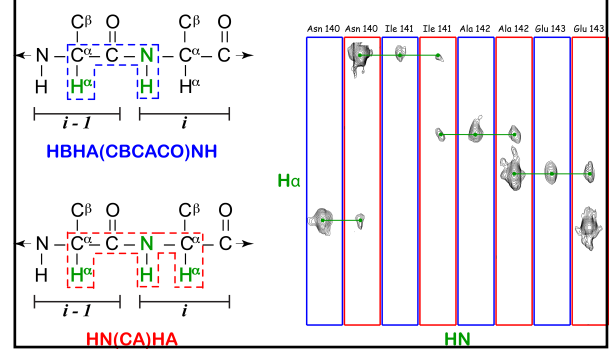 Cβ O Cβ O
N Cα C N Cα C
H Hα H Hα
i - 1 i
HBHA(CBCACO)NH
Cβ O Cβ O
N Cα C N Cα C
H Hα H Hα
i - 1 i
HN(CA)HA
Asn 140 Asn 140 Ile 141 Ile 141 Ala 142 Ala 142 Glu 143 Glu 143
Hα
HN